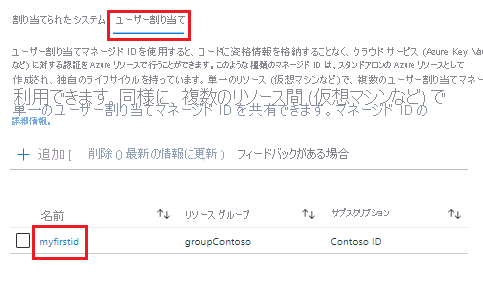 割り当てられたシステム ユーザー割り当て
ユーザー割り当てマネージド ID を使用すると、コードに資格情報を格納することなく、クラウド サービス (Azure Key
など) に対する認証を Azure リソースで行うことができます。このような種類のマネージド ID は、スタンドアロンの Azure リソースとして
作成され、独自のライフサイクルを持っています。単一のリソース (仮想マシンなど) で、複数のユーザー割り当てマネー
利用できます。同様に、複数のリソース間 (仮想マシンなど) で
単一のユーザー割り当てマネージド ID を共有できます。マネージド ID の
詳細情報。
+ 追加 [ 削除 () 最新の情報に更新 ) フィードバックがある場合
名前 ↑↓ リソース グループ ↑↓ サブスクリプション ↑↓
myfirstid groupContoso Contoso ID